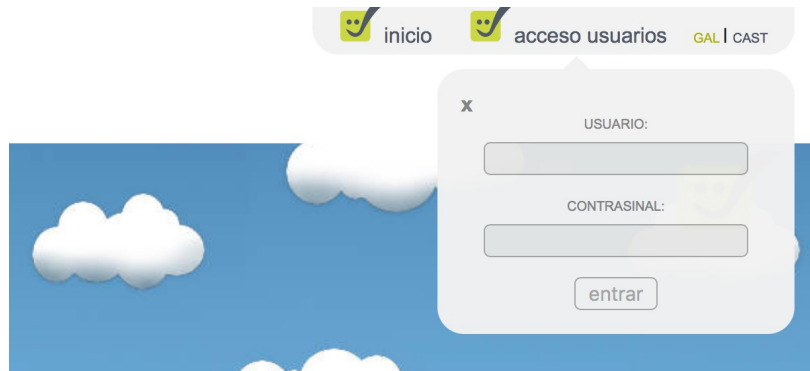 inicio acceso usuarios GAL | CAST
x
USUARIO:
CONTRASINAL:
entrar